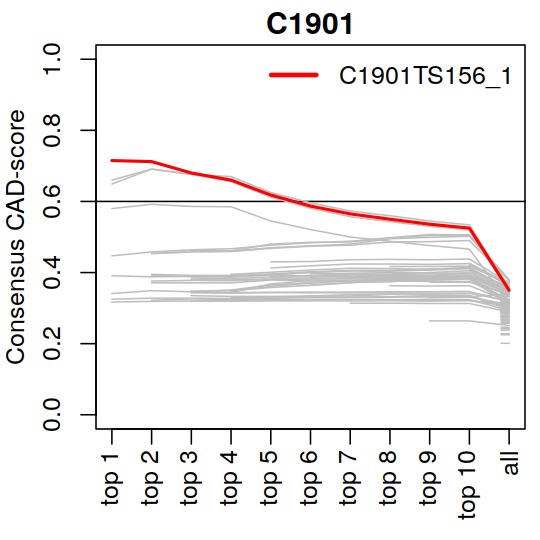 C1901
C1901TS156_1
Consensus CAD-score
1.0
0.8
0.6
0.4
0.2
0.0
top 1
top 2
top 3
top 4
top 5
top 6
top 7
top 8
top 9
top 10
all